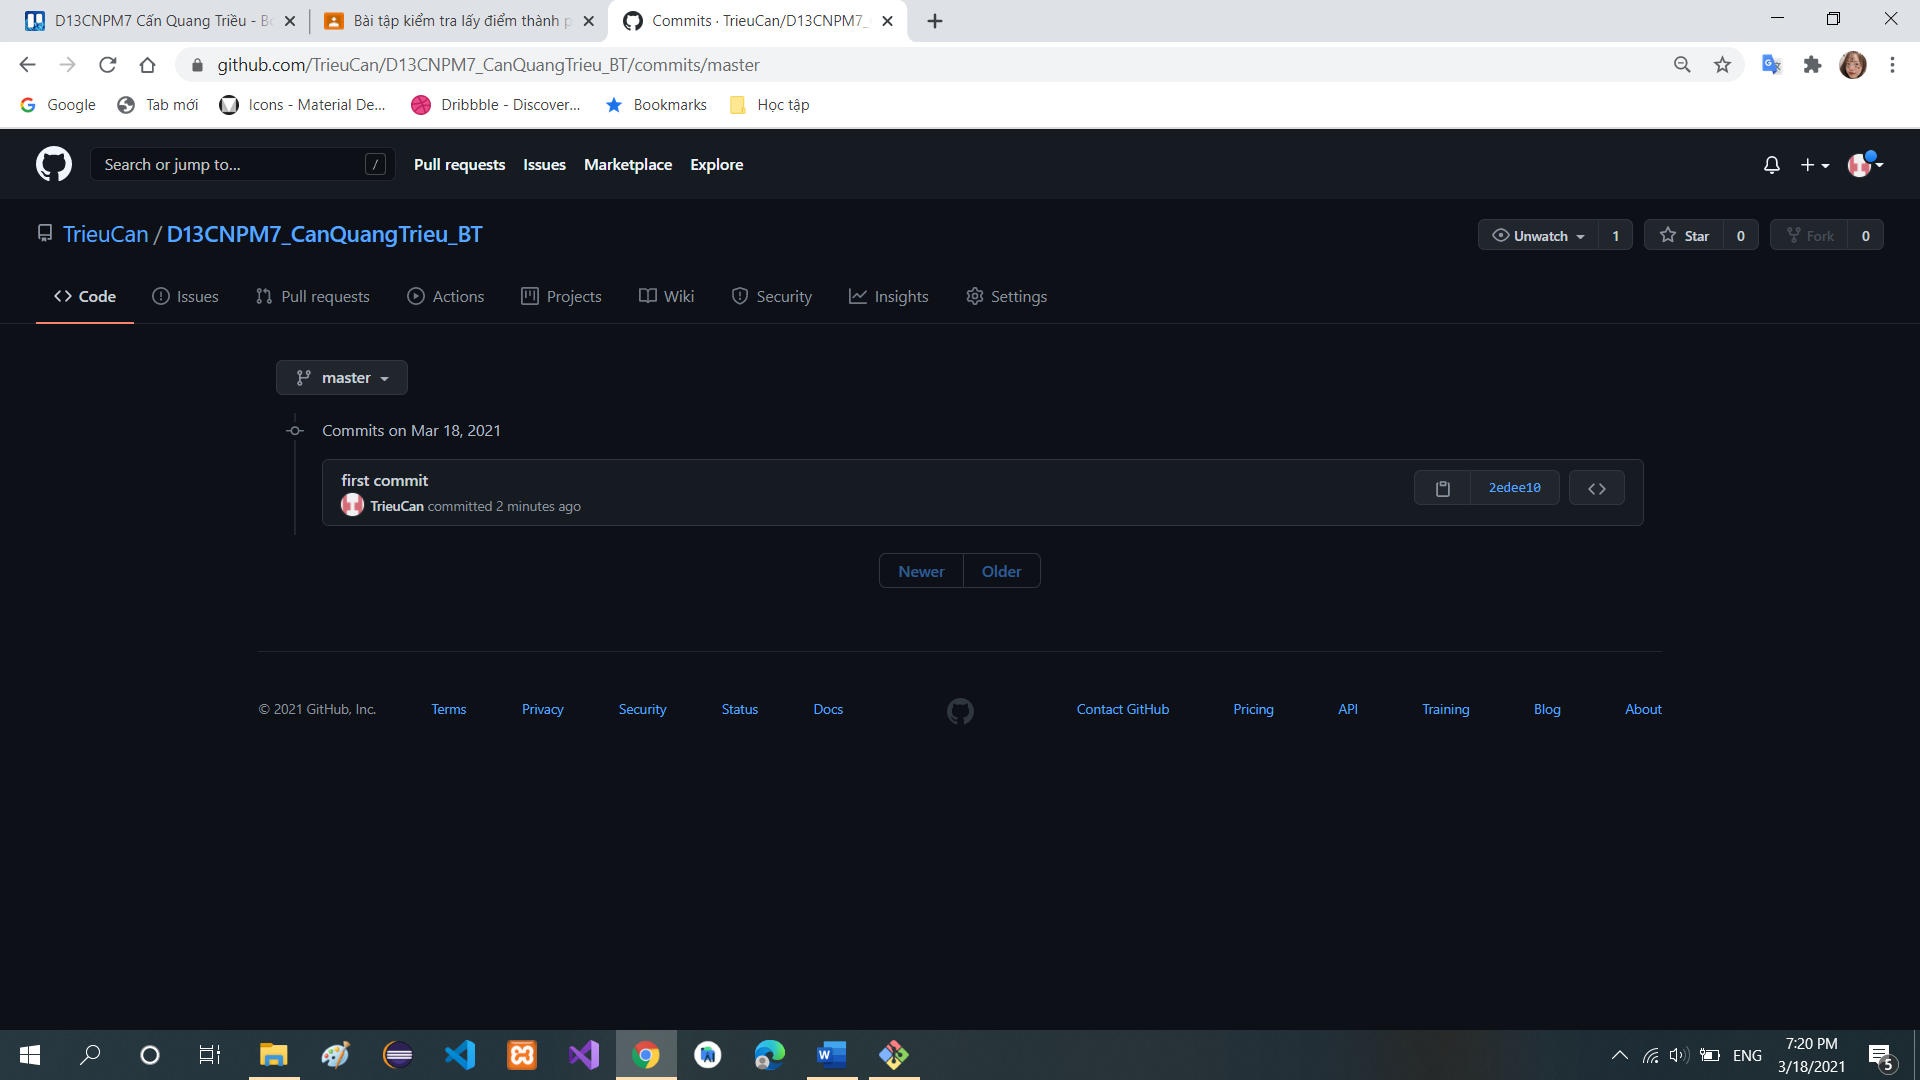 D13CNPM7 Cấn Quang Triều - Bo
Bài tập kiểm tra lấy điểm thành p
Commits · TrieuCan/D13CNPM7_
github.com/TrieuCan/D13CNPM7_CanQuangTrieu_BT/commits/master
Google
Tab mới
Icons - Material De...
Dribbble - Discover...
Bookmarks
Học tập
Search or jump to...
/
Pull requests
Issues
Marketplace
Explore
TrieuCan / D13CNPM7_CanQuangTrieu_BT
Unwatch 1
Star 0
Fork 0
Code
Issues
Pull requests
Actions
Projects
Wiki
Security
Insights
Settings
master
Commits on Mar 18, 2021
first commit
2edee10
TrieuCan committed 2 minutes ago
Newer
Older
© 2021 GitHub, Inc.
Terms
Privacy
Security
Status
Docs
Contact GitHub
Pricing
API
Training
Blog
About
ENG
7:20 PM
3/18/2021
5